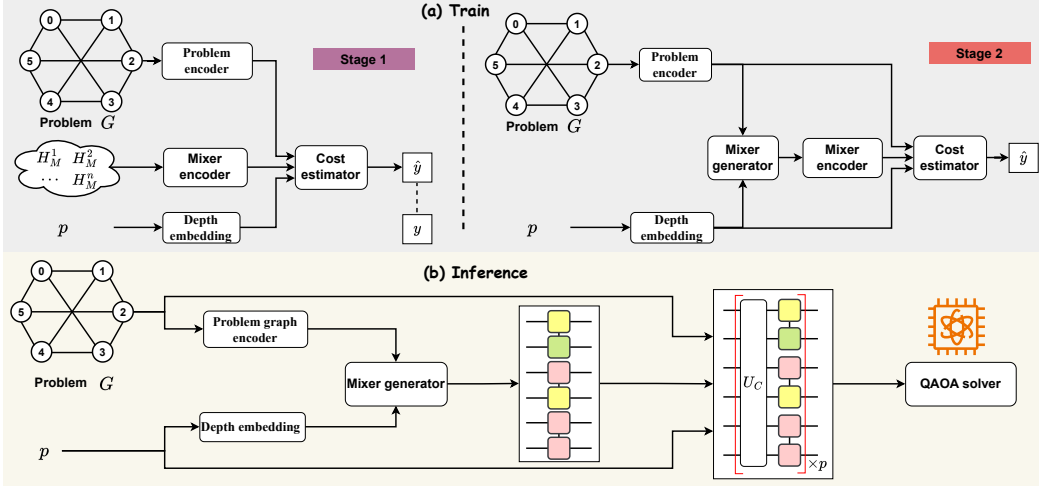 (a) Train
0
1
5
2
4
3
Problem G
Problem
encoder
Stage 1
H_M^1 H_M^2
⋯ H_M^n
Mixer
encoder
Cost
estimator
ŷ
p
Depth
embedding
y
0
1
5
2
4
3
Problem G
Problem
encoder
Stage 2
Mixer
generator
Mixer
encoder
Cost
estimator
ŷ
p
Depth
embedding
(b) Inference
0
1
5
2
4
3
Problem G
Problem graph
encoder
Mixer generator
p
Depth embedding
U_C
×p
QAOA solver